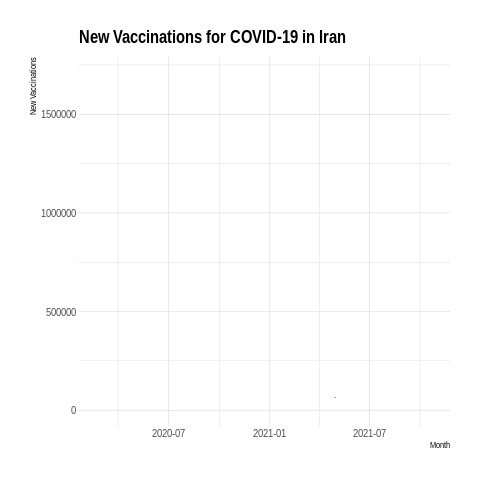 New Vaccinations for COVID-19 in Iran
New Vaccinations
1500000
1000000
500000
0
2020-07
2021-01
2021-07
Month